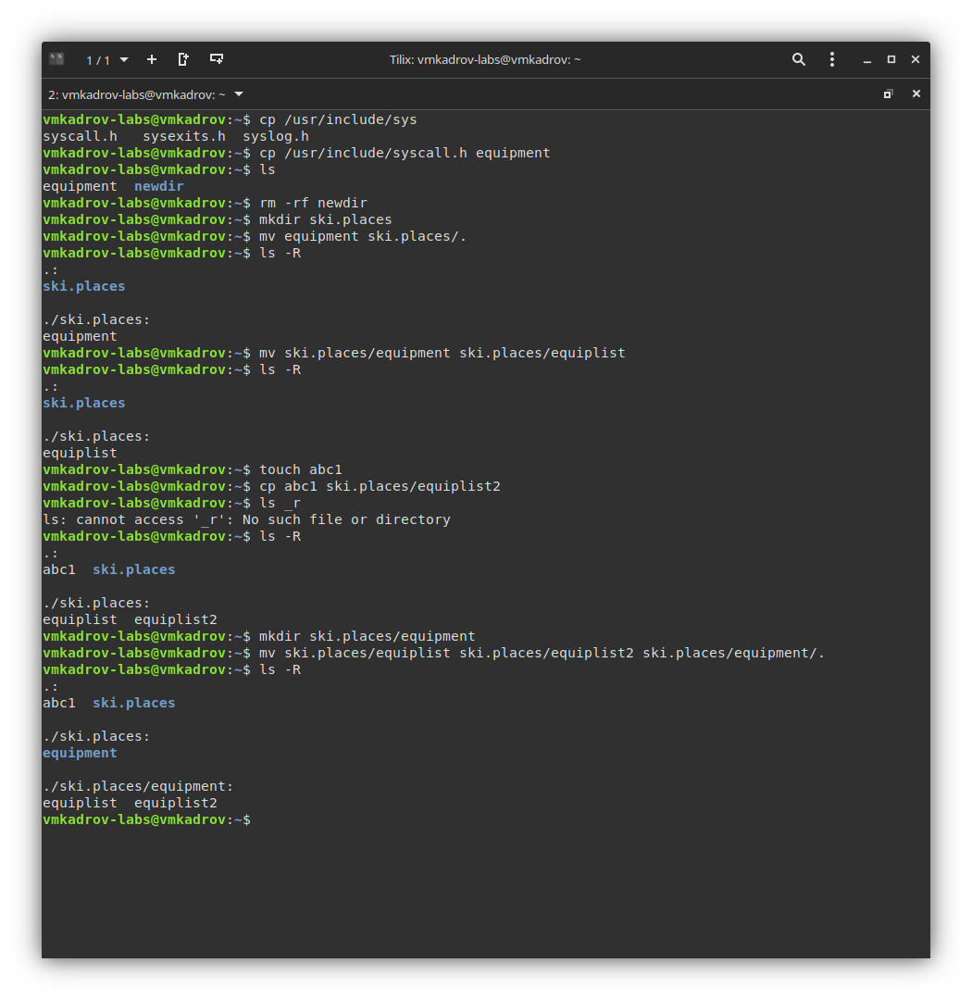 1 / 1
Tilix: vmkadrov-labs@vmkadrov: ~
2: vmkadrov-labs@vmkadrov: ~
vmkadrov-labs@vmkadrov:~$ cp /usr/include/sys
syscall.h   sysexits.h  syslog.h
vmkadrov-labs@vmkadrov:~$ cp /usr/include/syscall.h equipment
vmkadrov-labs@vmkadrov:~$ ls
equipment  newdir
vmkadrov-labs@vmkadrov:~$ rm -rf newdir
vmkadrov-labs@vmkadrov:~$ mkdir ski.places
vmkadrov-labs@vmkadrov:~$ mv equipment ski.places/.
vmkadrov-labs@vmkadrov:~$ ls -R
.:
ski.places
./ski.places:
equipment
vmkadrov-labs@vmkadrov:~$ mv ski.places/equipment ski.places/equiplist
vmkadrov-labs@vmkadrov:~$ ls -R
.:
ski.places
./ski.places:
equiplist
vmkadrov-labs@vmkadrov:~$ touch abc1
vmkadrov-labs@vmkadrov:~$ cp abc1 ski.places/equiplist2
vmkadrov-labs@vmkadrov:~$ ls _r
ls: cannot access '_r': No such file or directory
vmkadrov-labs@vmkadrov:~$ ls -R
.:
abc1  ski.places
./ski.places:
equiplist  equiplist2
vmkadrov-labs@vmkadrov:~$ mkdir ski.places/equipment
vmkadrov-labs@vmkadrov:~$ mv ski.places/equiplist ski.places/equiplist2 ski.places/equipment/.
vmkadrov-labs@vmkadrov:~$ ls -R
.:
abc1  ski.places
./ski.places:
equipment
./ski.places/equipment:
equiplist  equiplist2
vmkadrov-labs@vmkadrov:~$